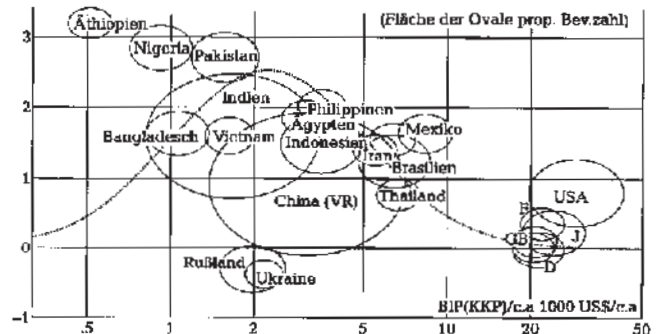 3
Äthiopien
(Fläche der Ovale prop. Bev.zahl)
Nigeria
Pakistan
Indien
2
Philippinen
Ägypten
Mexiko
Bangladesch
Vietnam
Indonesien
Iran
Brasilien
1
China (VR)
Thailand
USA
F
GB
J
0
D
Rußland
Ukraine
BIP(KKP)/c.a 1000 US$/c.a
-1
.5
1
2
5
10
20
50